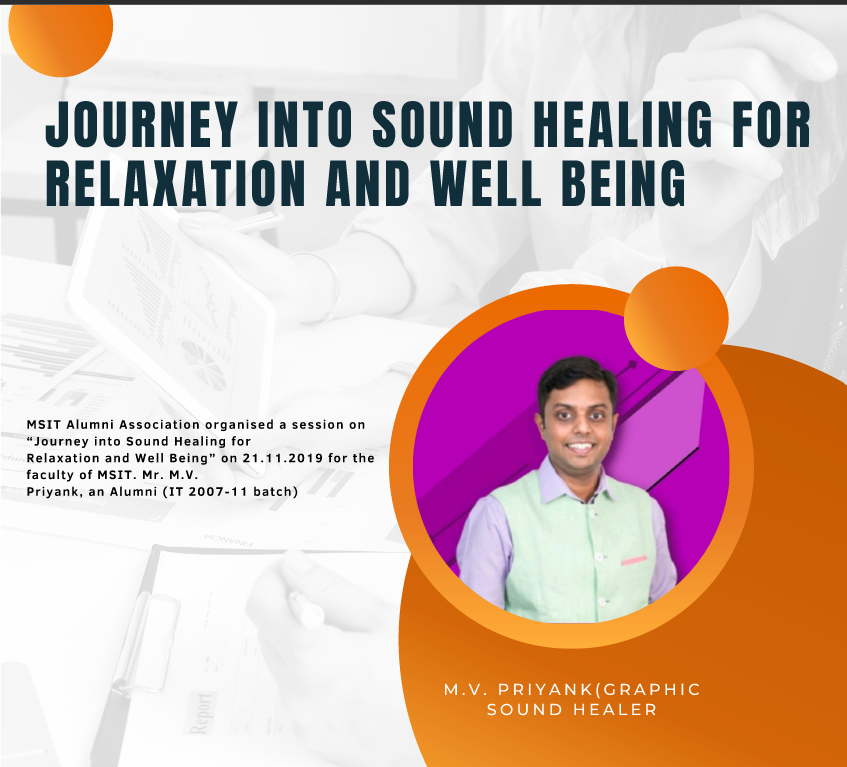 JOURNEY INTO SOUND HEALING FOR
RELAXATION AND WELL BEING
MSIT Alumni Association organised a session on
“Journey into Sound Healing for
Relaxation and Well Being” on 21.11.2019 for the
faculty of MSIT. Mr. M.V.
Priyank, an Alumni (IT 2007-11 batch)
M.V. PRIYANK(GRAPHIC
SOUND HEALER
Report